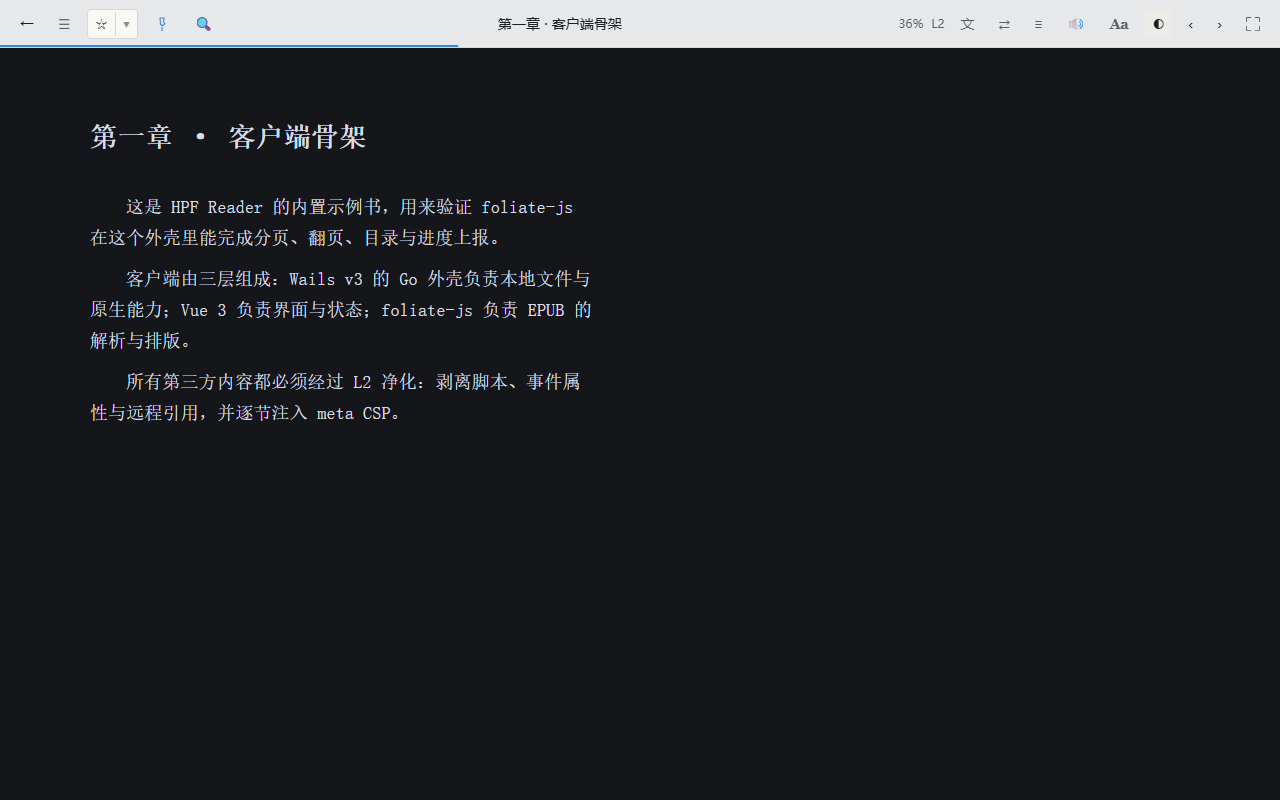 第一章 · 客户端骨架
36% L2 文 Aa
第一章 · 客户端骨架
这是 HPF Reader 的内置示例书，用来验证 foliate-js
在这个外壳里能完成分页、翻页、目录与进度上报。
客户端由三层组成：Wails v3 的 Go 外壳负责本地文件与
原生能力；Vue 3 负责界面与状态；foliate-js 负责 EPUB 的
解析与排版。
所有第三方内容都必须经过 L2 净化：剥离脚本、事件属
性与远程引用，并逐节注入 meta CSP。